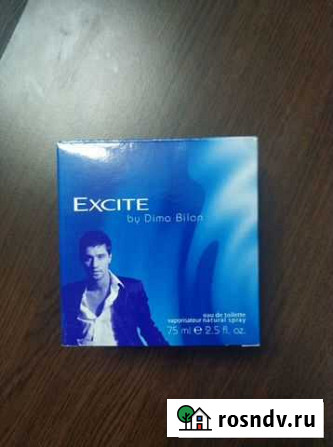 EXCITE
by Dima Bilan
eau de toilette
vaporisateur natural spray
75 ml e 2.5 fl. oz.
rosndv.ru